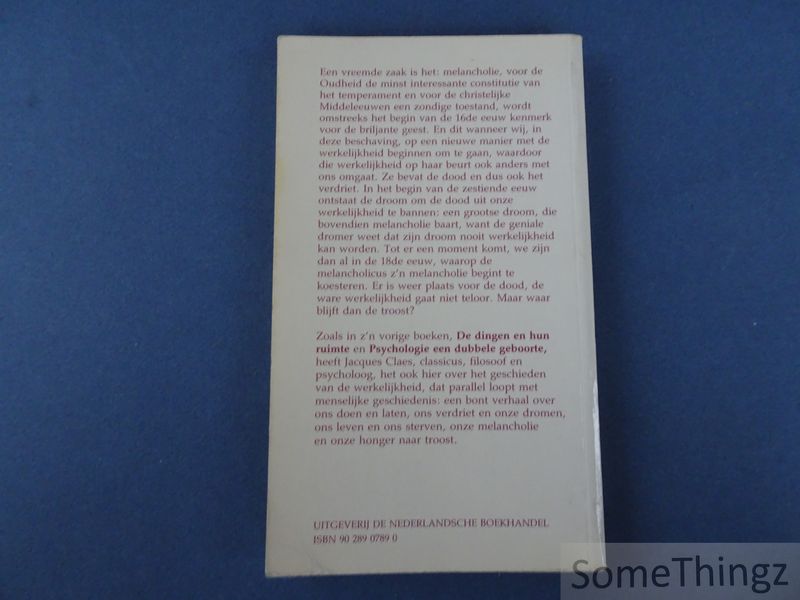 Een vreemde zaak is het: melancholie, voor de
Oudheid de minst interessante constitutie van
het temperament en voor de christelijke
Middeleeuwen een zondige toestand, wordt
omstreeks het begin van de 16de eeuw kenmerk
voor de briljante geest. En dit wanneer wij, in
deze beschaving, op een nieuwe manier met de
werkelijkheid beginnen om te gaan, waardoor
die werkelijkheid op haar beurt ook anders met
ons omgaat. Ze bevat de dood en dus ook het
verdriet. In het begin van de zestiende eeuw
ontstaat de droom om de dood uit onze
werkelijkheid te bannen: een grootse droom, die
bovendien melancholie baart, want de geniale
dromer weet dat zijn droom nooit werkelijkheid
kan worden. Tot er een moment komt, we zijn
dan al in de 18de eeuw, waarop de
melancholicus z'n melancholie begint te
koesteren. Er is weer plaats voor de dood, de
ware werkelijkheid gaat niet teloor. Maar waar
blijft dan de troost?
Zoals in z'n vorige boeken, De dingen en hun
ruimte en Psychologie een dubbele geboorte,
heeft Jacques Claes, classicus, filosoof en
psycholoog, het ook hier over het geschieden
van de werkelijkheid, dat parallel loopt met
menselijke geschiedenis: een bont verhaal over
ons doen en laten, ons verdriet en onze dromen,
ons leven en ons sterven, onze melancholie
en onze honger naar troost.
UITGEVERIJ DE NEDERLANDSCHE BOEKHANDEL
ISBN 90 289 0789 0
SomeThingz